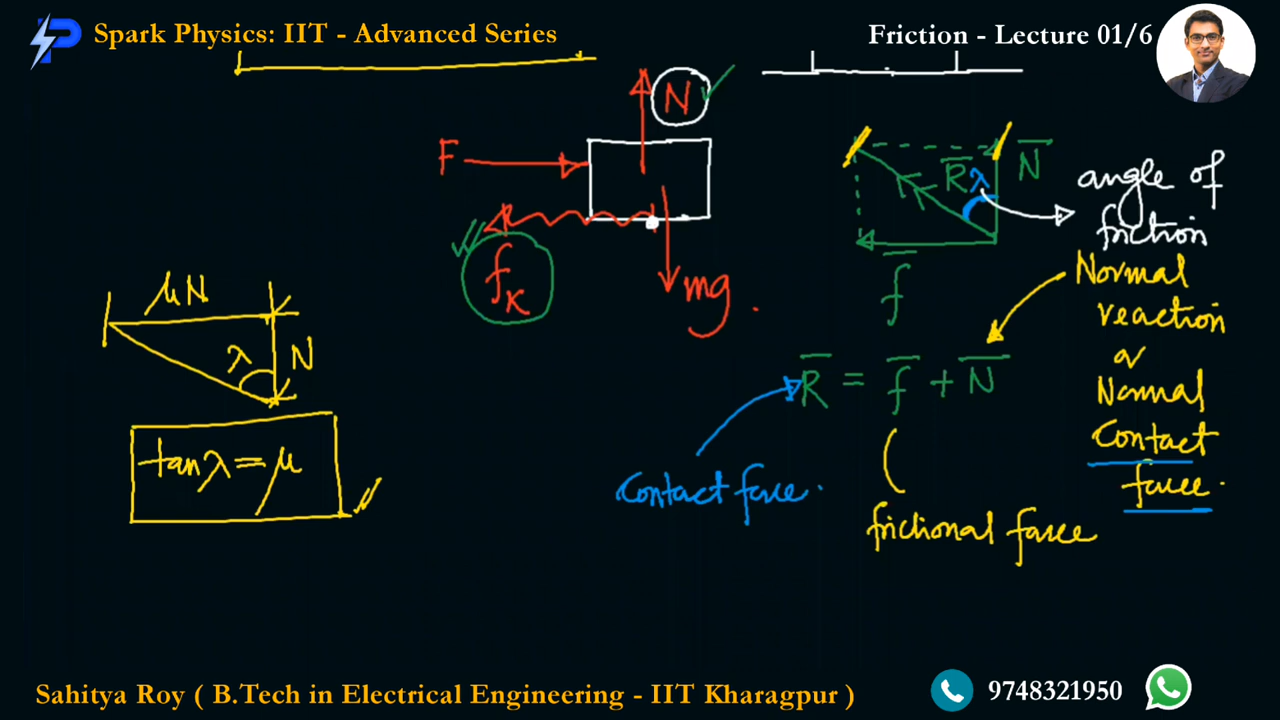 Spark Physics: IIT - Advanced Series
Friction - Lecture 01/6
N
F
f_K
mg
N
R
λ
f
angle of
friction
Normal
reaction
or
Normal
Contact
force
μN
λ
N
tanλ = μ
R = f + N
Contact force
frictional force
Sahitya Roy ( B.Tech in Electrical Engineering - IIT Kharagpur )
9748321950